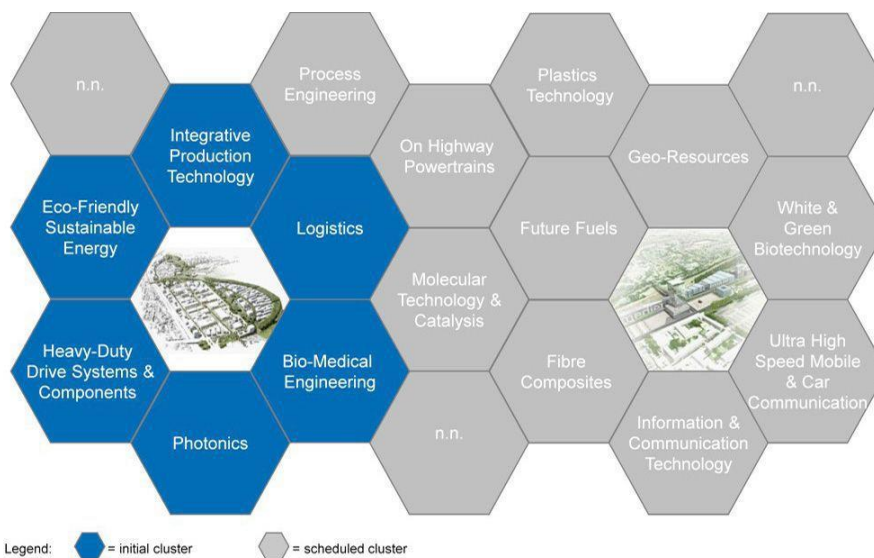 n.n.
Process
Engineering
Plastics
Technology
n.n.
Integrative
Production
Technology
On Highway
Powertrains
Geo-Resources
Eco-Friendly
Sustainable
Energy
Logistics
Future Fuels
White &
Green
Biotechnology
Molecular
Technology &
Catalysis
Heavy-Duty
Drive Systems &
Components
Bio-Medical
Engineering
Fibre
Composites
Ultra High
Speed Mobile
& Car
Communication
Photonics
n.n.
Information &
Communication
Technology
Legend: = initial cluster = scheduled cluster